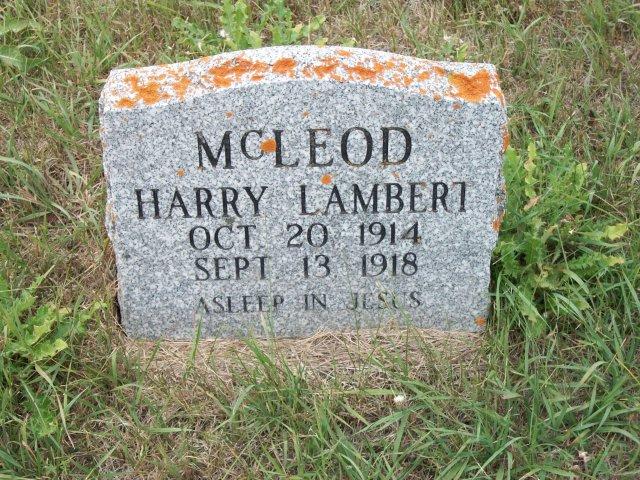 McLEOD
HARRY LAMBERT
OCT 20 1914
SEPT 13 1918
ASLEEP IN JESUS